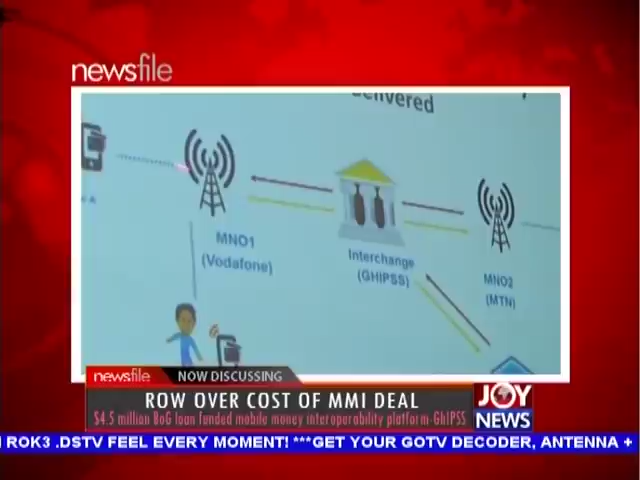 newsfile
Delivered
MNO1
(Vodafone)
Interchange
(GHIPSS)
MNO2
(MTN)
newsfile NOW DISCUSSING
ROW OVER COST OF MMI DEAL
$4.5 million BoG loan funded mobile money interoperability platform-GhIPSS
JOY
NEWS
ROK3 .DSTV FEEL EVERY MOMENT! ***GET YOUR GOTV DECODER, ANTENNA +